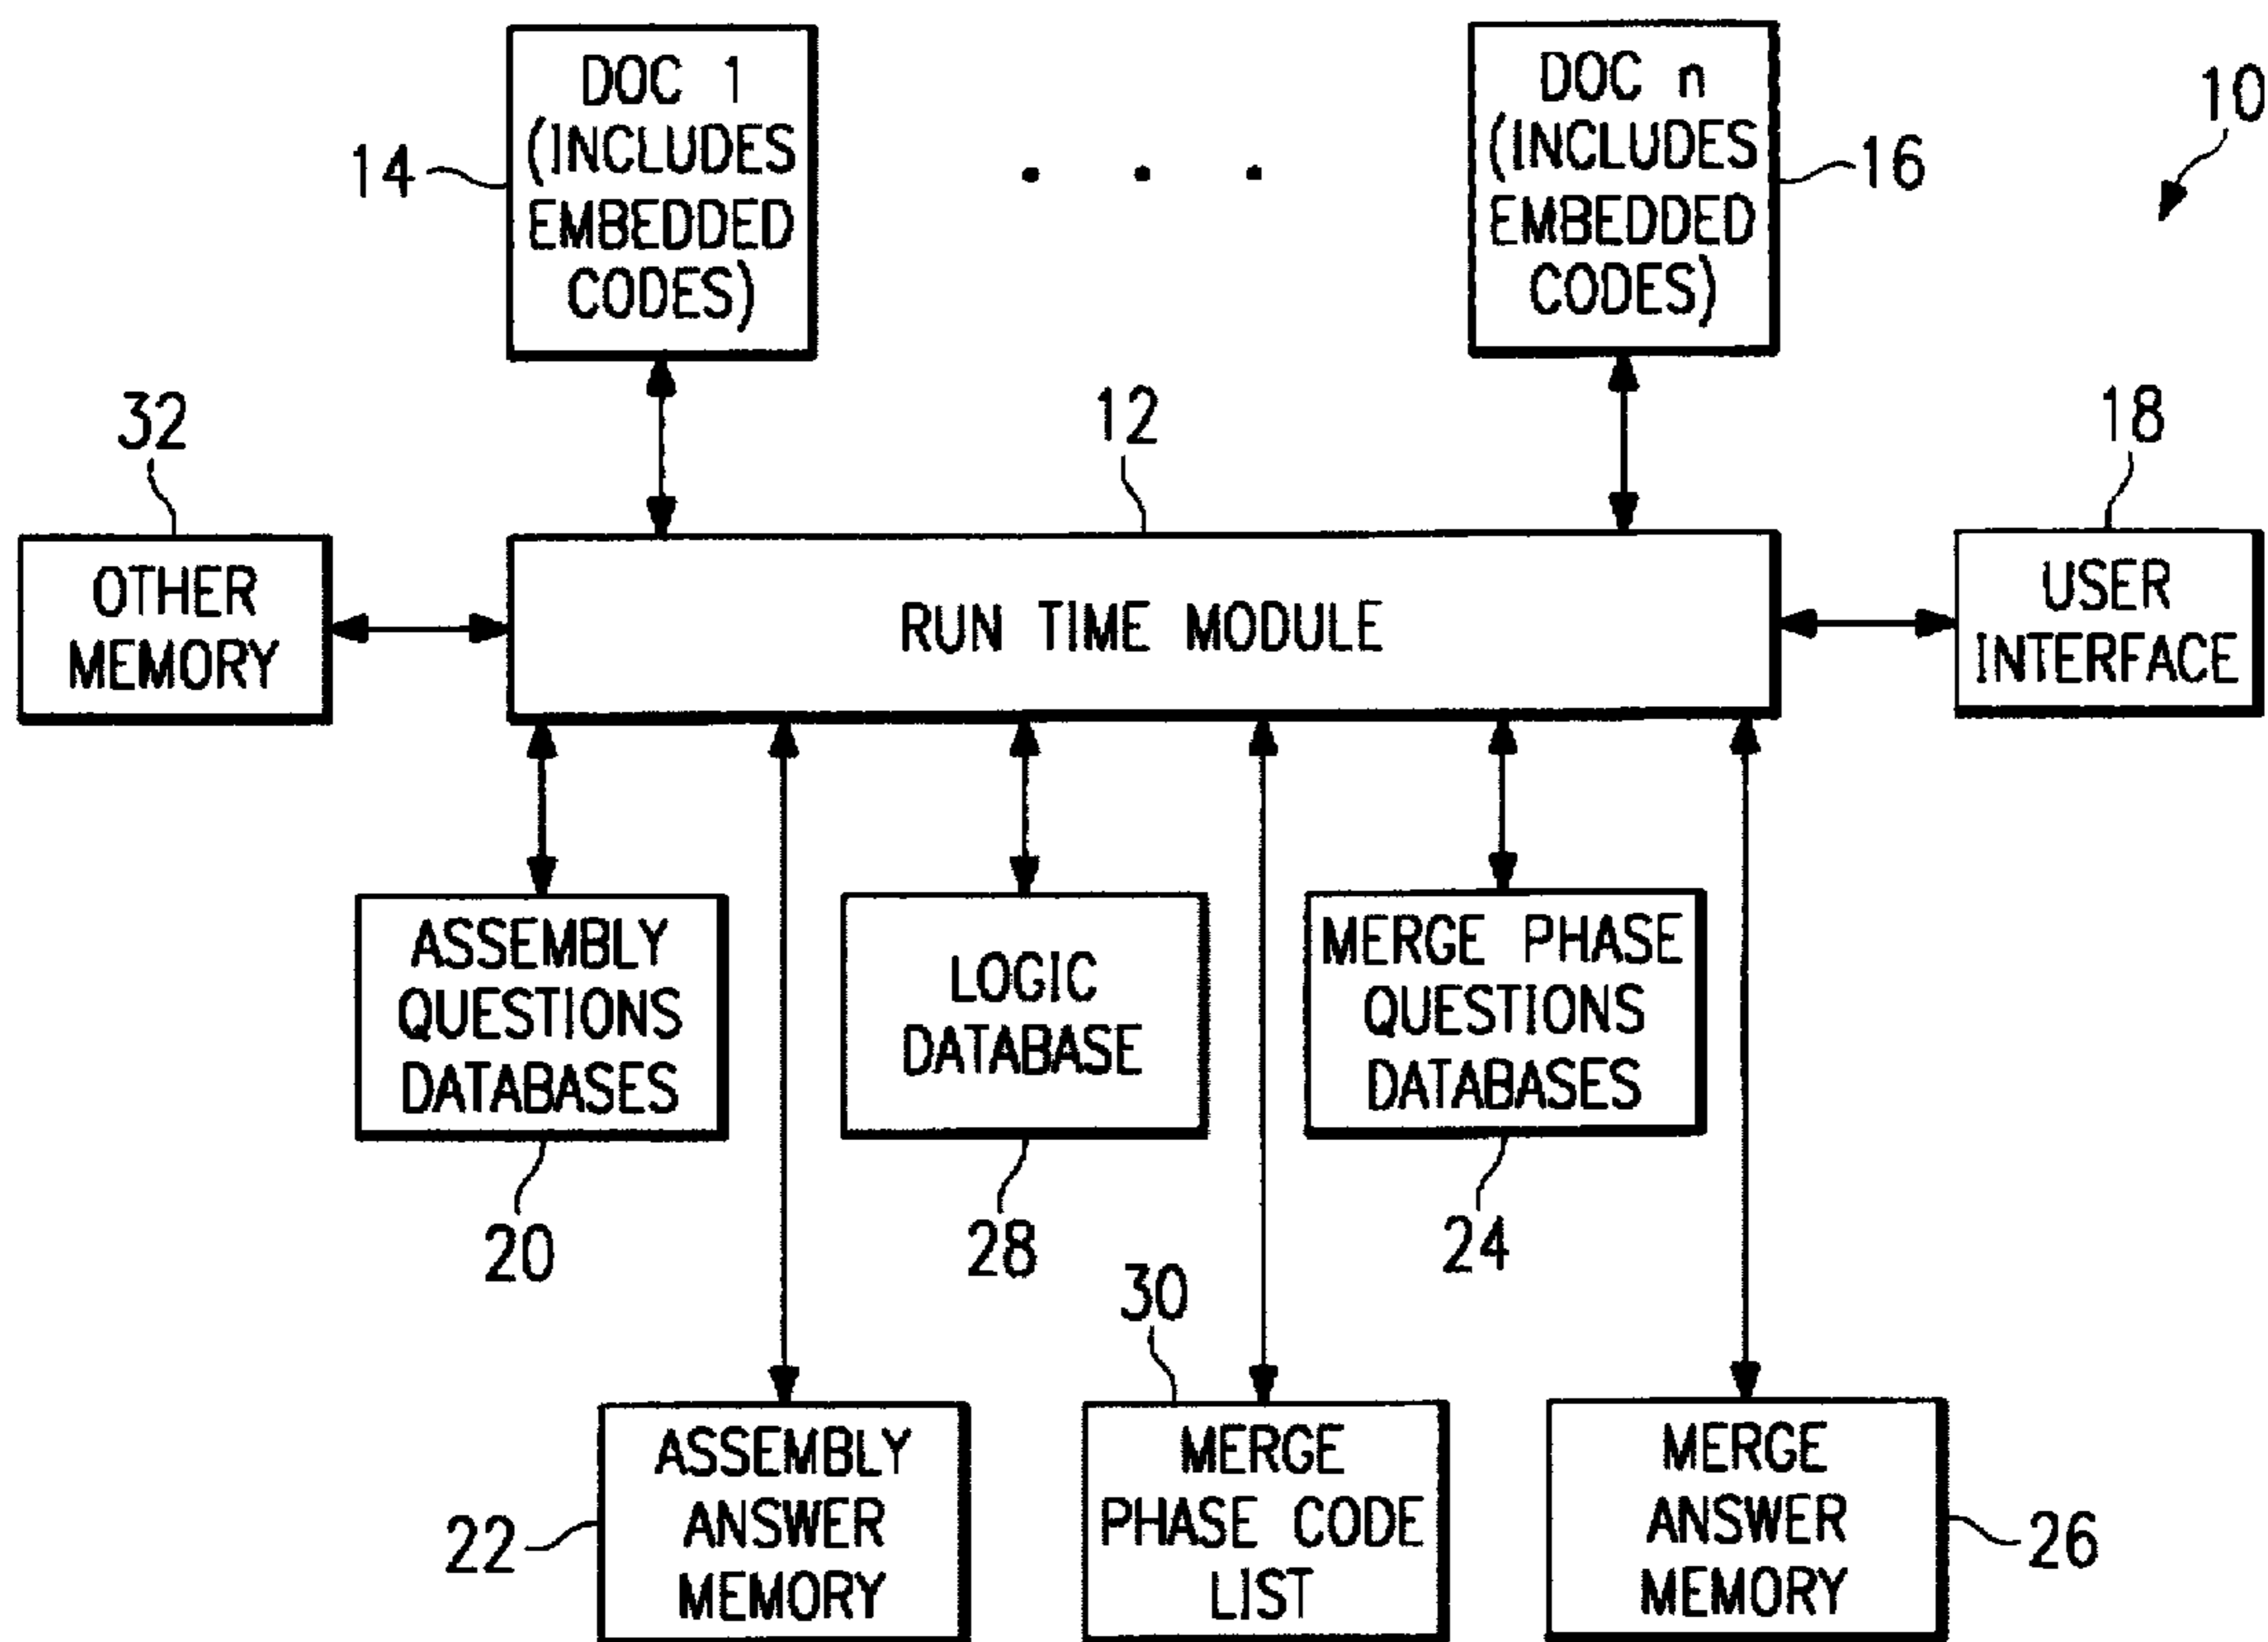 DOC 1
(INCLUDES
EMBEDDED
CODES)
14
DOC n
(INCLUDES
EMBEDDED
CODES)
16
10
32
12
18
OTHER
MEMORY
RUN TIME MODULE
USER
INTERFACE
ASSEMBLY
QUESTIONS
DATABASES
20
LOGIC
DATABASE
28
MERGE PHASE
QUESTIONS
DATABASES
24
30
22
ASSEMBLY
ANSWER
MEMORY
MERGE
PHASE CODE
LIST
MERGE
ANSWER
MEMORY
26